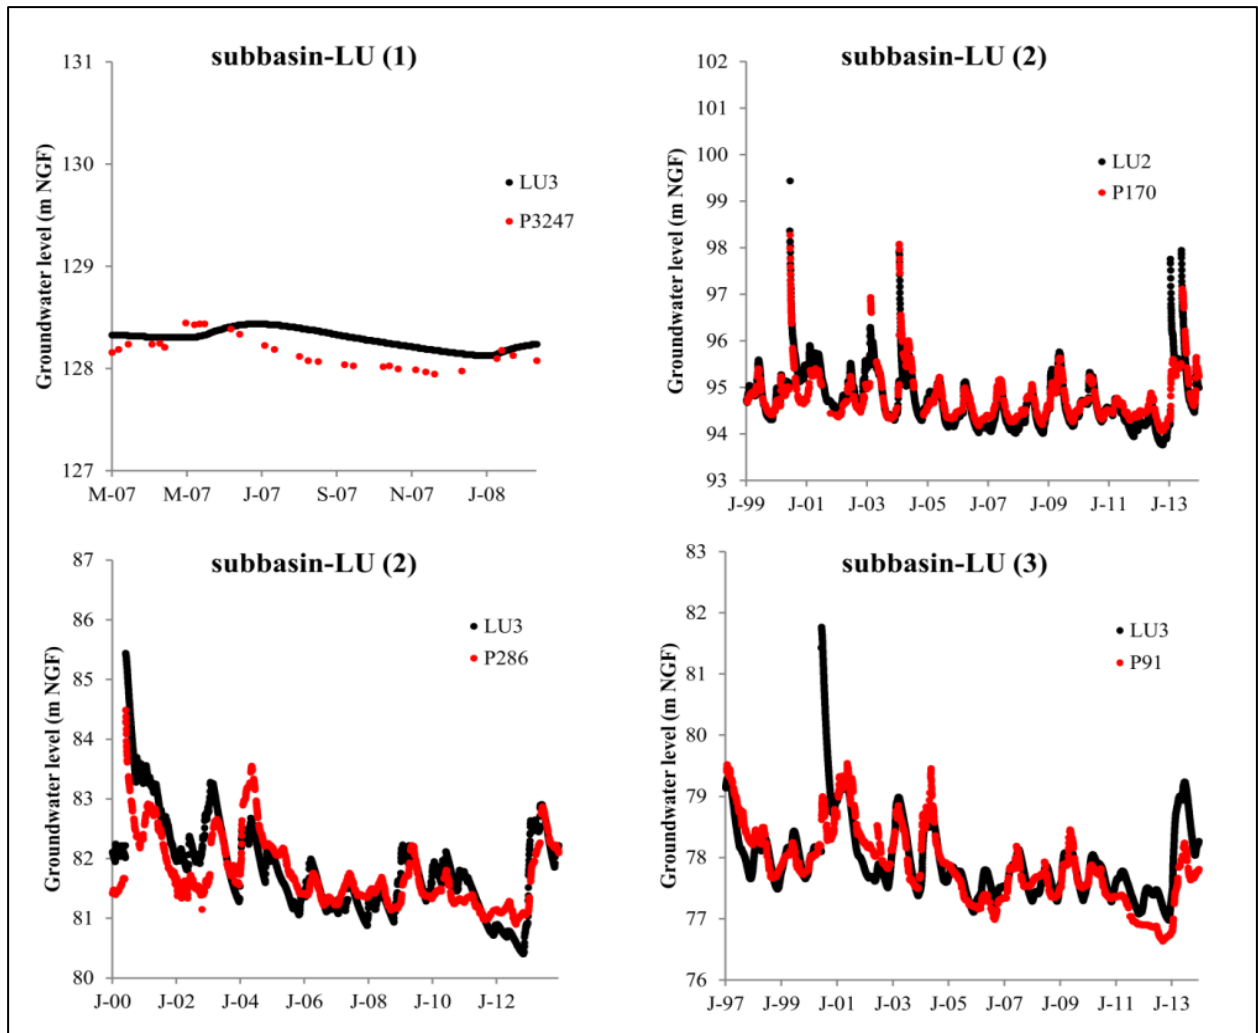 subbasin-LU (1)
Groundwater level (m NGF)
131
130
129
128
127
M-07 M-07 J-07 S-07 N-07 J-08
LU3
P3247
subbasin-LU (2)
Groundwater level (m NGF)
102
101
100
99
98
97
96
95
94
93
J-99 J-01 J-03 J-05 J-07 J-09 J-11 J-13
LU2
P170
subbasin-LU (2)
Groundwater level (m NGF)
87
86
85
84
83
82
81
80
J-00 J-02 J-04 J-06 J-08 J-10 J-12
LU3
P286
subbasin-LU (3)
Groundwater level (m NGF)
83
82
81
80
79
78
77
76
J-97 J-99 J-01 J-03 J-05 J-07 J-09 J-11 J-13
LU3
P91